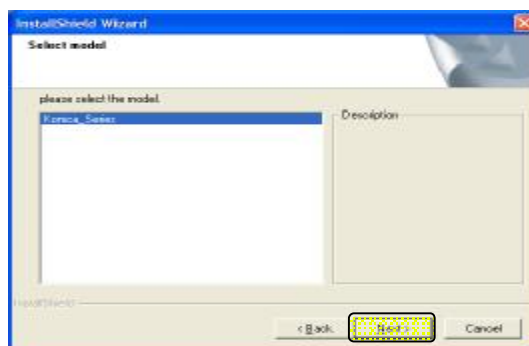 InstallShield Wizard
Select model
please select the model.
Konica_Series
Description
InstallShield
< Back
Next >
Cancel